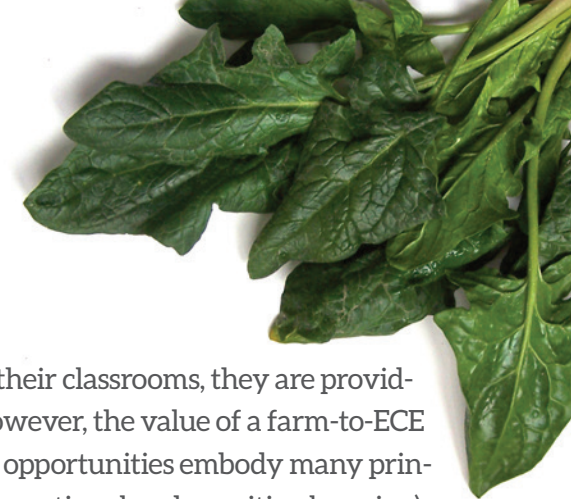 their classrooms, they are provid-
owever, the value of a farm-to-ECE
opportunities embody many prin-